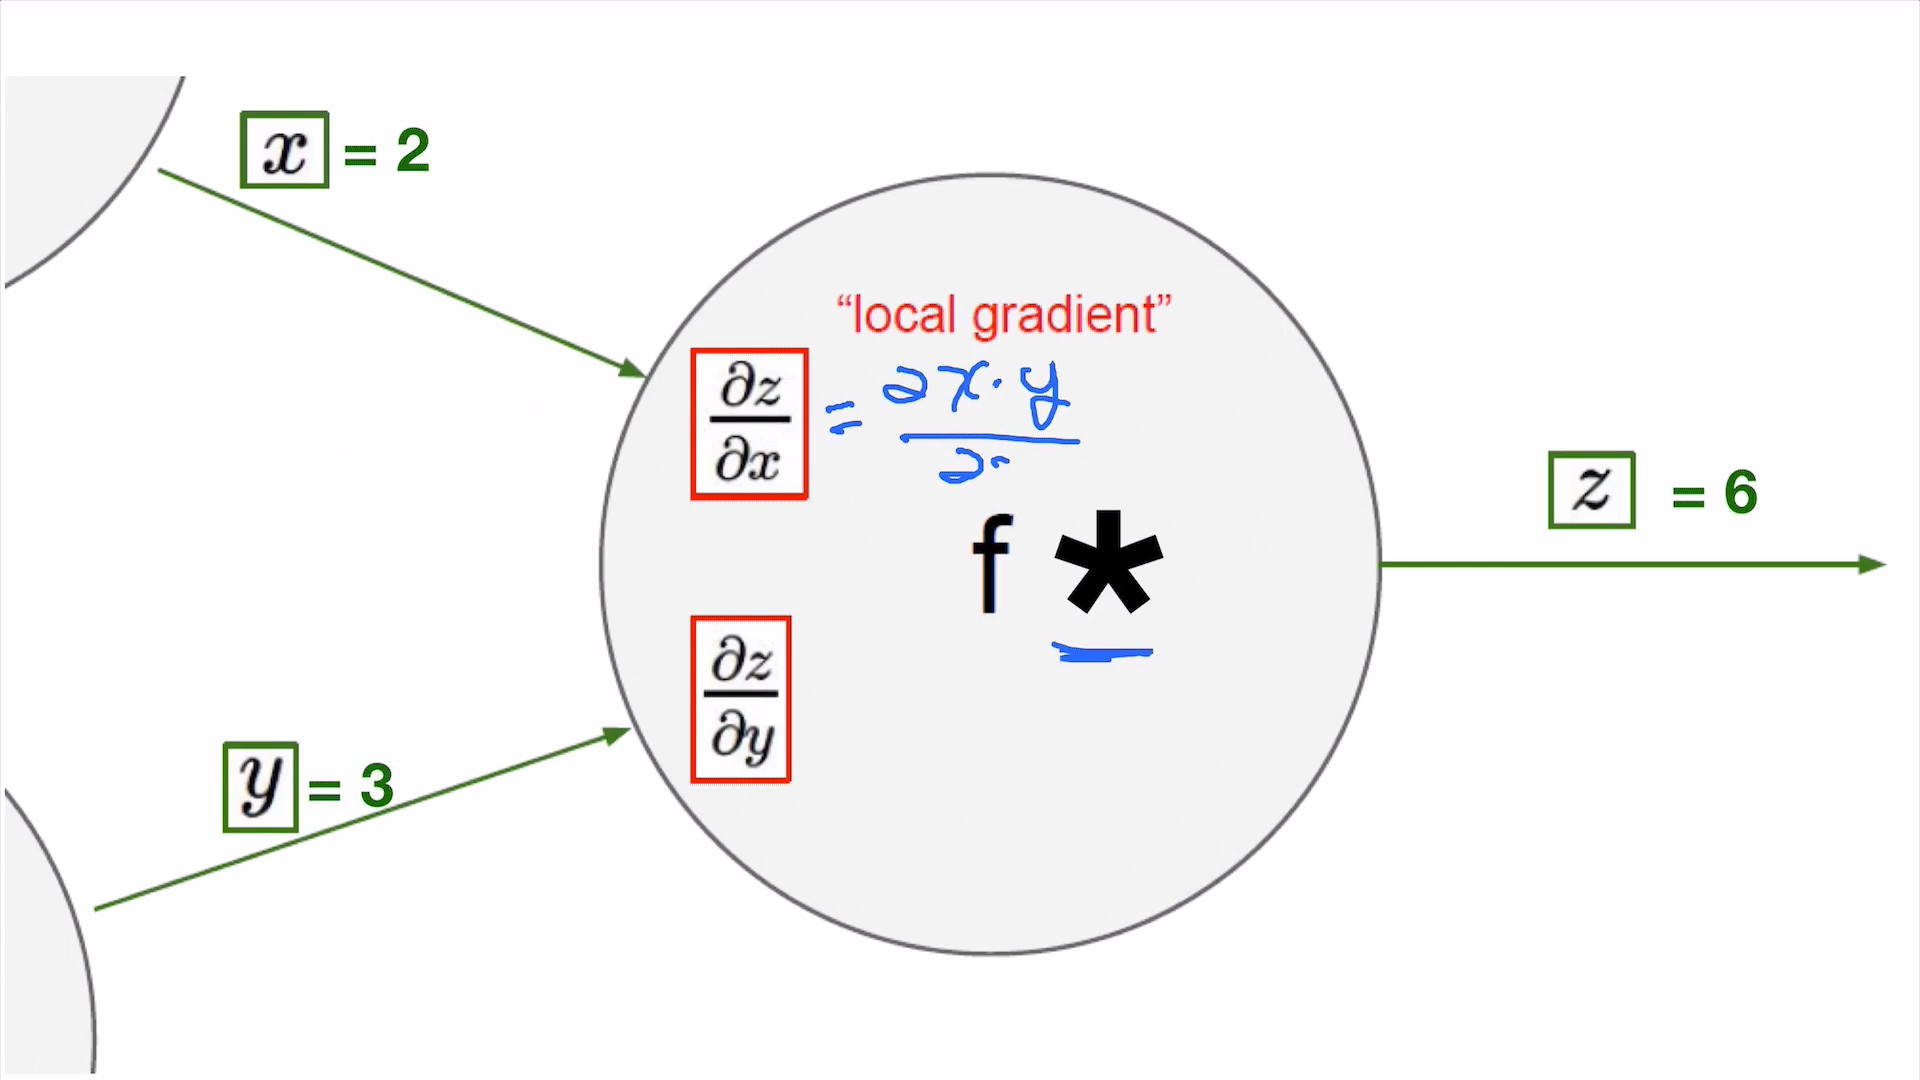 x = 2
“local gradient”
∂z/∂x = ∂x·y/∂
f *
z = 6
∂z/∂y
y = 3